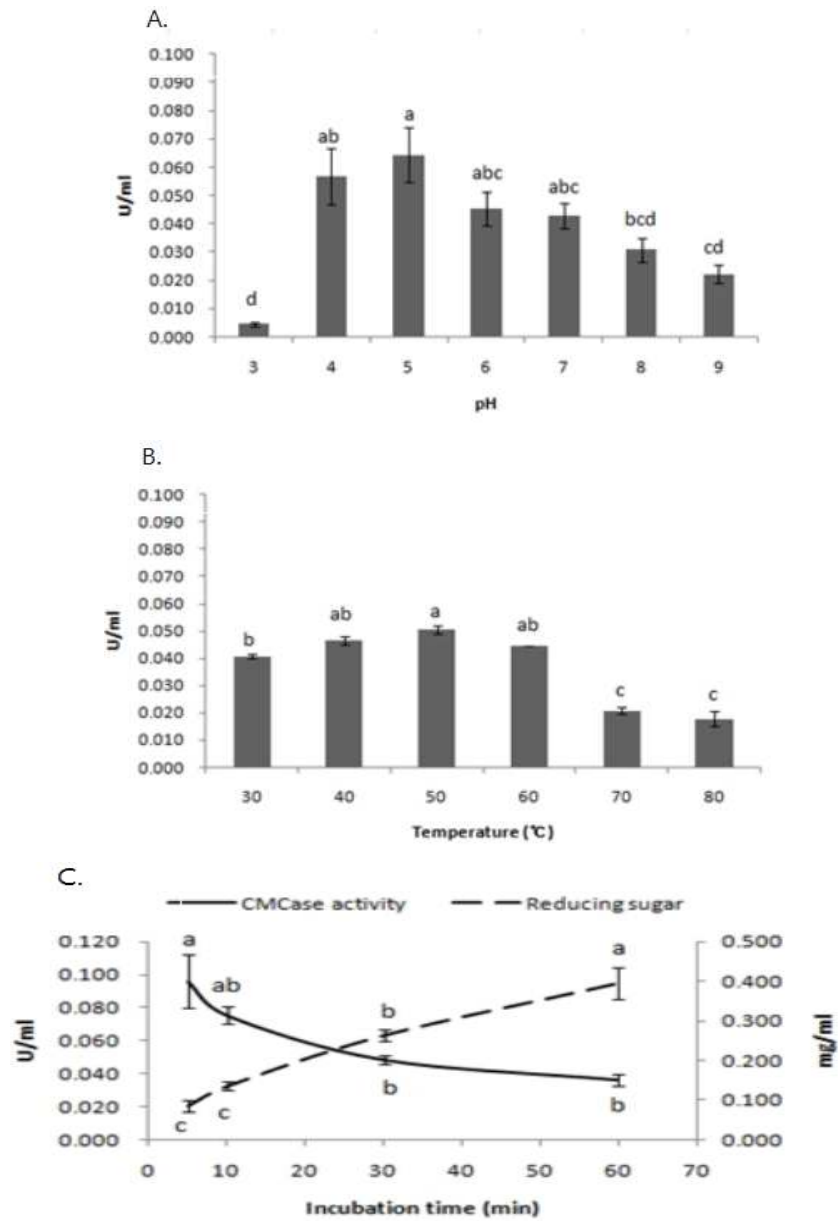 A.
0.100
0.090
0.080
0.070
0.060
0.050
0.040
0.030
0.020
0.010
0.000
U/ml
d
ab
a
abc
abc
bcd
cd
3 4 5 6 7 8 9
pH
B.
0.100
0.090
0.080
0.070
0.060
0.050
0.040
0.030
0.020
0.010
0.000
U/ml
b
ab
a
ab
c
c
30 40 50 60 70 80
Temperature (℃)
C.
CMCase activity Reducing sugar
0.120
0.100
0.080
0.060
0.040
0.020
0.000
U/ml
a
ab
b
b
c
c
b
a
0.500
0.400
0.300
0.200
0.100
0.000
mg/ml
0 10 20 30 40 50 60 70
Incubation time (min)